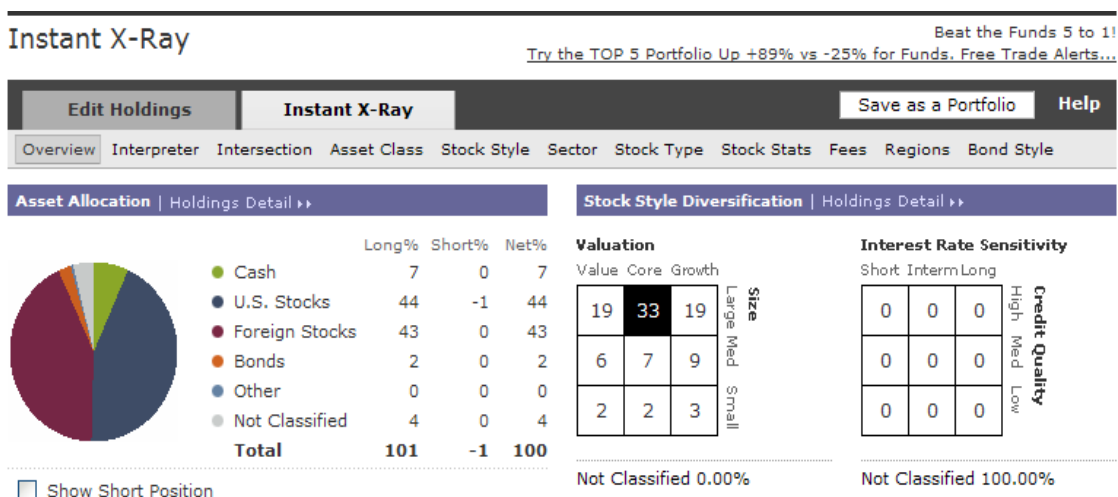 Instant X-Ray
Beat the Funds 5 to 1!
Try the TOP 5 Portfolio Up +89% vs -25% for Funds. Free Trade Alerts...
Edit Holdings Instant X-Ray Save as a Portfolio Help
Overview Interpreter Intersection Asset Class Stock Style Sector Stock Type Stock Stats Fees Regions Bond Style
Asset Allocation | Holdings Detail ▸▸
Long% Short% Net%
Cash 7 0 7
U.S. Stocks 44 -1 44
Foreign Stocks 43 0 43
Bonds 2 0 2
Other 0 0 0
Not Classified 4 0 4
Total 101 -1 100
Show Short Position
Stock Style Diversification | Holdings Detail ▸▸
Valuation
Value Core Growth
19 33 19 Large
6 7 9 Med
2 2 3 Small
Size
Not Classified 0.00%
Interest Rate Sensitivity
Short Interm Long
0 0 0 High
0 0 0 Med
0 0 0 Low
Credit Quality
Not Classified 100.00%